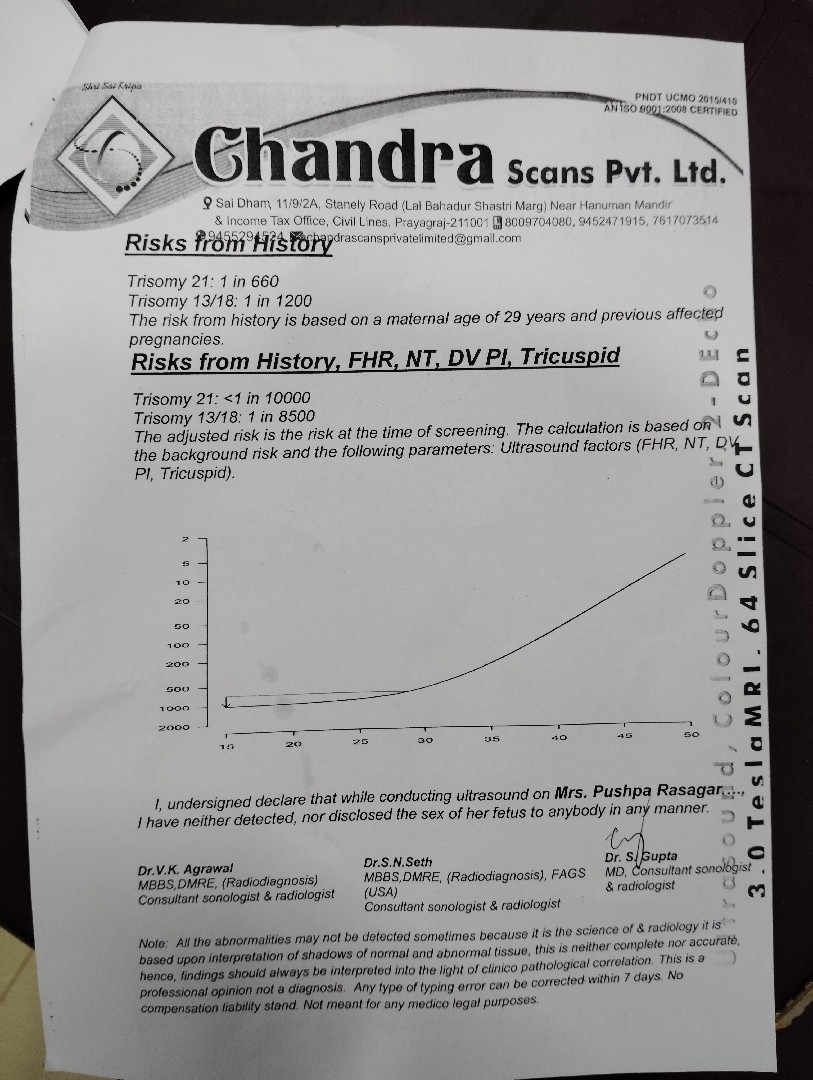 Shri Sai Kripa
PNDT UCMO 2015/410
AN ISO 9001:2008 CERTIFIED
Chandra Scans Pvt. Ltd.
Sai Dham, 11/9/2A, Stanely Road (Lal Bahadur Shastri Marg) Near Hanuman Mandir
& Income Tax Office, Civil Lines, Prayagraj-211001 8009704080, 9452471915, 7617073514
chandrascansprivatelimited@gmail.com
Risks from History
Trisomy 21: 1 in 660
Trisomy 13/18: 1 in 1200
The risk from history is based on a maternal age of 29 years and previous affected
pregnancies.
Risks from History, FHR, NT, DV PI, Tricuspid
Trisomy 21: <1 in 10000
Trisomy 13/18: 1 in 8500
The adjusted risk is the risk at the time of screening. The calculation is based on
the background risk and the following parameters: Ultrasound factors (FHR, NT, DV
PI, Tricuspid).
2
5
10
20
50
100
200
500
1000
2000
15 20 25 30 35 40 45 50
I, undersigned declare that while conducting ultrasound on Mrs. Pushpa Rasagar....,
I have neither detected, nor disclosed the sex of her fetus to anybody in any manner.
Dr.V.K. Agrawal
MBBS,DMRE, (Radiodiagnosis)
Consultant sonologist & radiologist
Dr.S.N.Seth
MBBS,DMRE, (Radiodiagnosis), FAGS
(USA)
Consultant sonologist & radiologist
Dr. S. Gupta
MD, Consultant sonologist
& radiologist
Note: All the abnormalities may not be detected sometimes because it is the science of & radiology it is
based upon interpretation of shadows of normal and abnormal tissue, this is neither complete nor accurate,
hence, findings should always be interpreted into the light of clinico pathological correlation. This is a
professional opinion not a diagnosis. Any type of typing error can be corrected within 7 days. No
compensation liability stand. Not meant for any medico legal purposes.
Colour Doppler, 2-D Eco
3.0 Tesla MRI. 64 Slice CT Scan